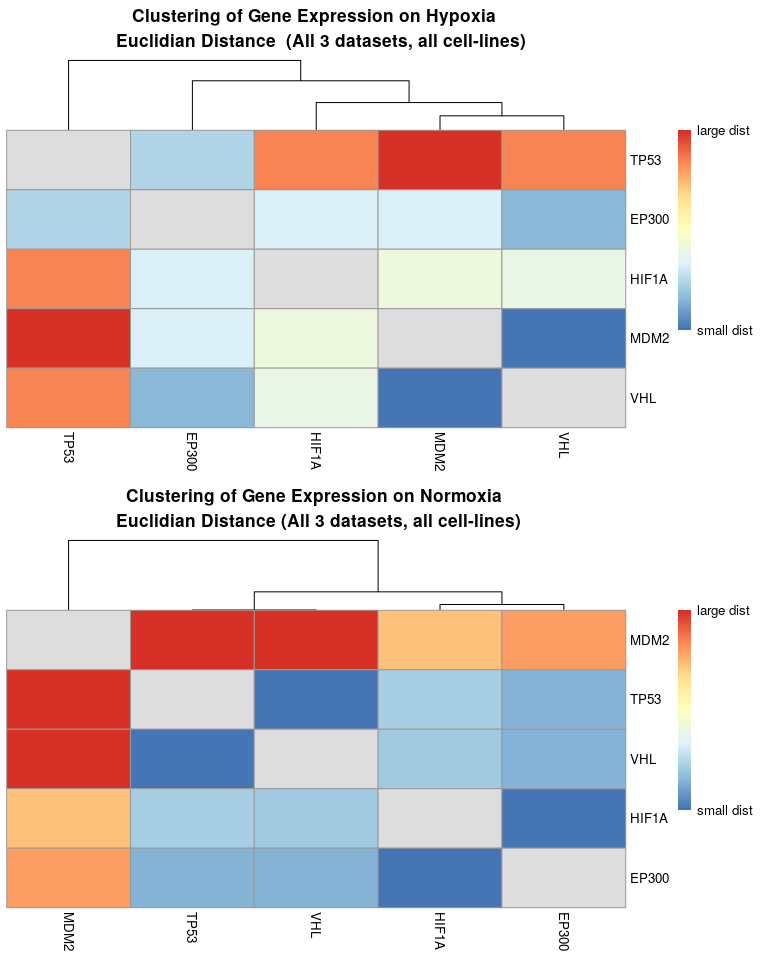 Clustering of Gene Expression on Hypoxia
Euclidian Distance  (All 3 datasets, all cell-lines)
large dist
TP53
EP300
HIF1A
small dist
MDM2
VHL
TP53
EP300
HIF1A
MDM2
VHL
Clustering of Gene Expression on Normoxia
Euclidian Distance (All 3 datasets, all cell-lines)
large dist
MDM2
TP53
VHL
small dist
HIF1A
EP300
MDM2
TP53
VHL
HIF1A
EP300